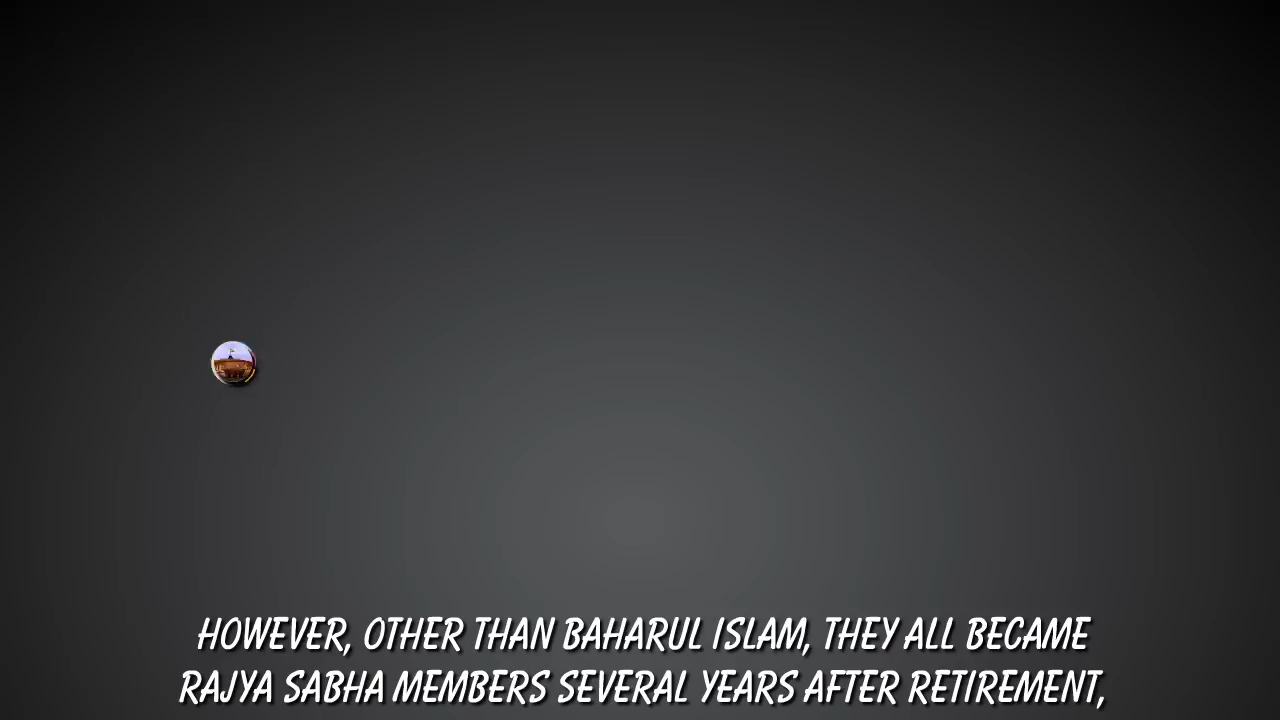 HOWEVER, OTHER THAN BAHARUL ISLAM, THEY ALL BECAME
RAJYA SABHA MEMBERS SEVERAL YEARS AFTER RETIREMENT,